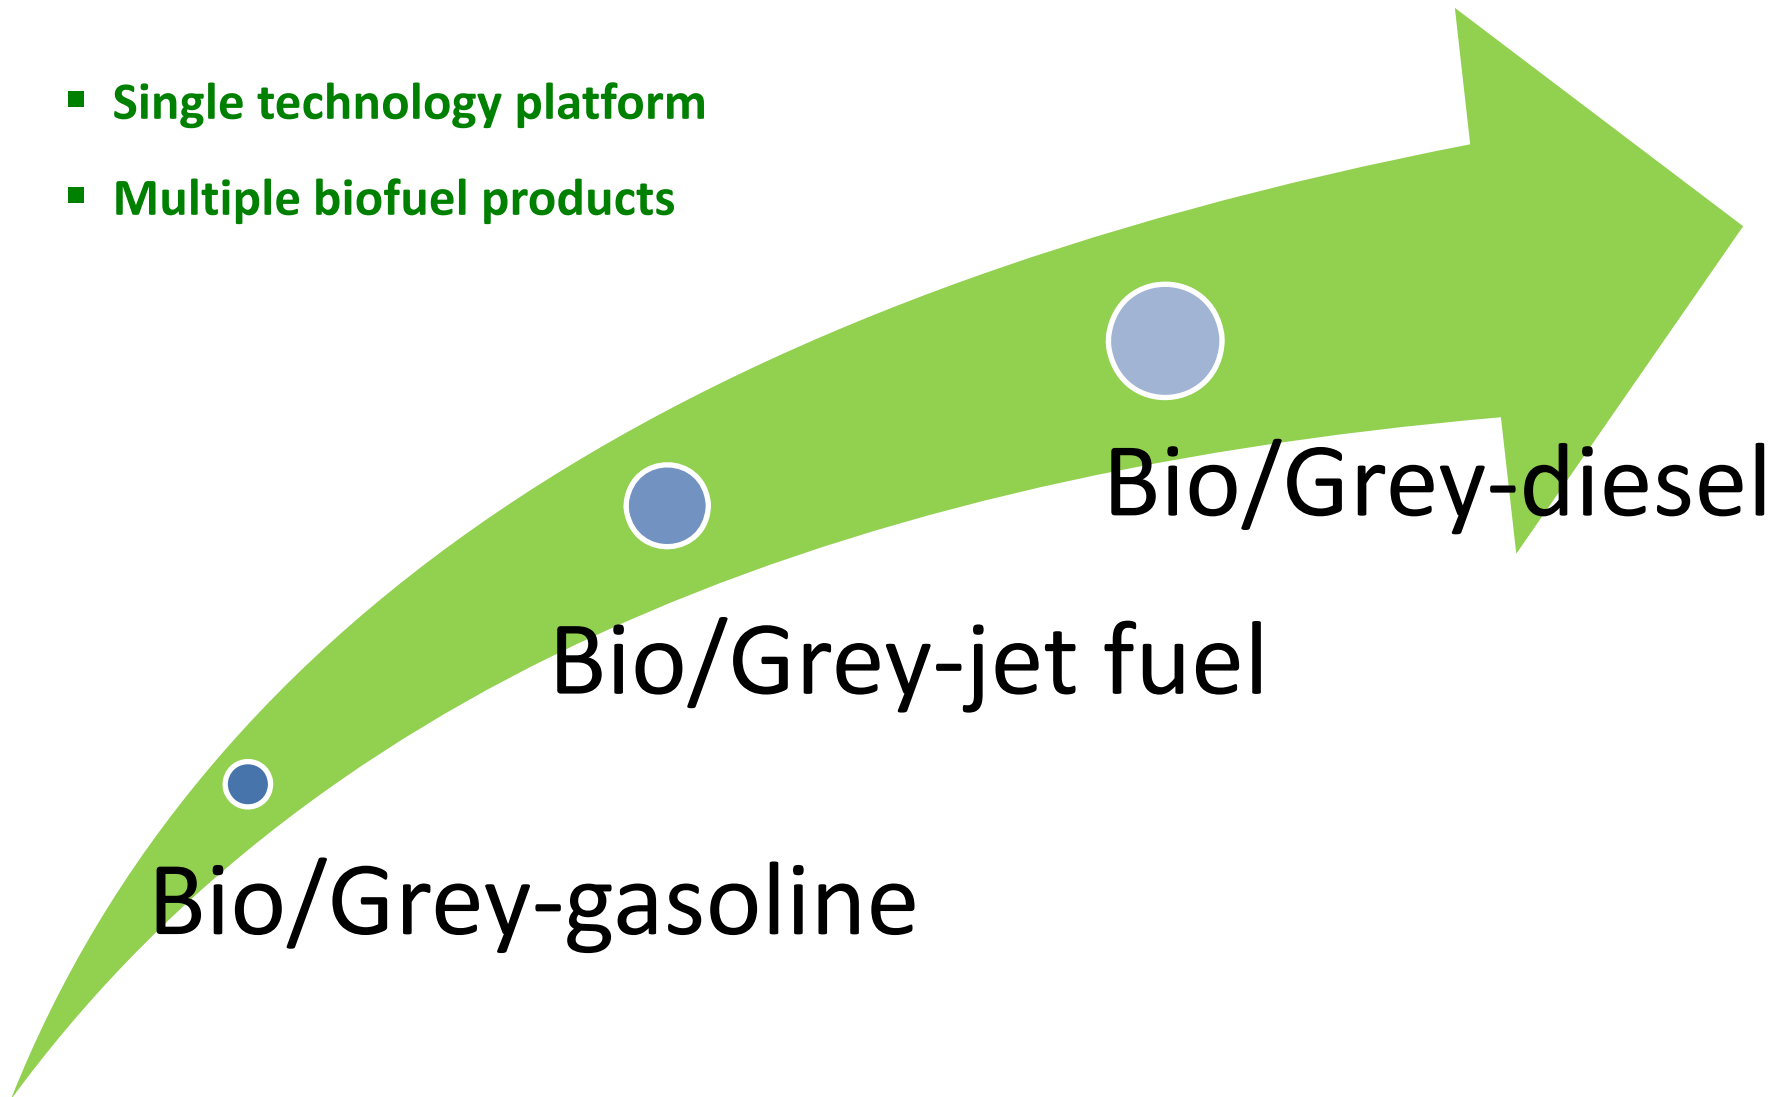 ▪ Single technology platform
▪ Multiple biofuel products
Bio/Grey-diesel
Bio/Grey-jet fuel
Bio/Grey-gasoline